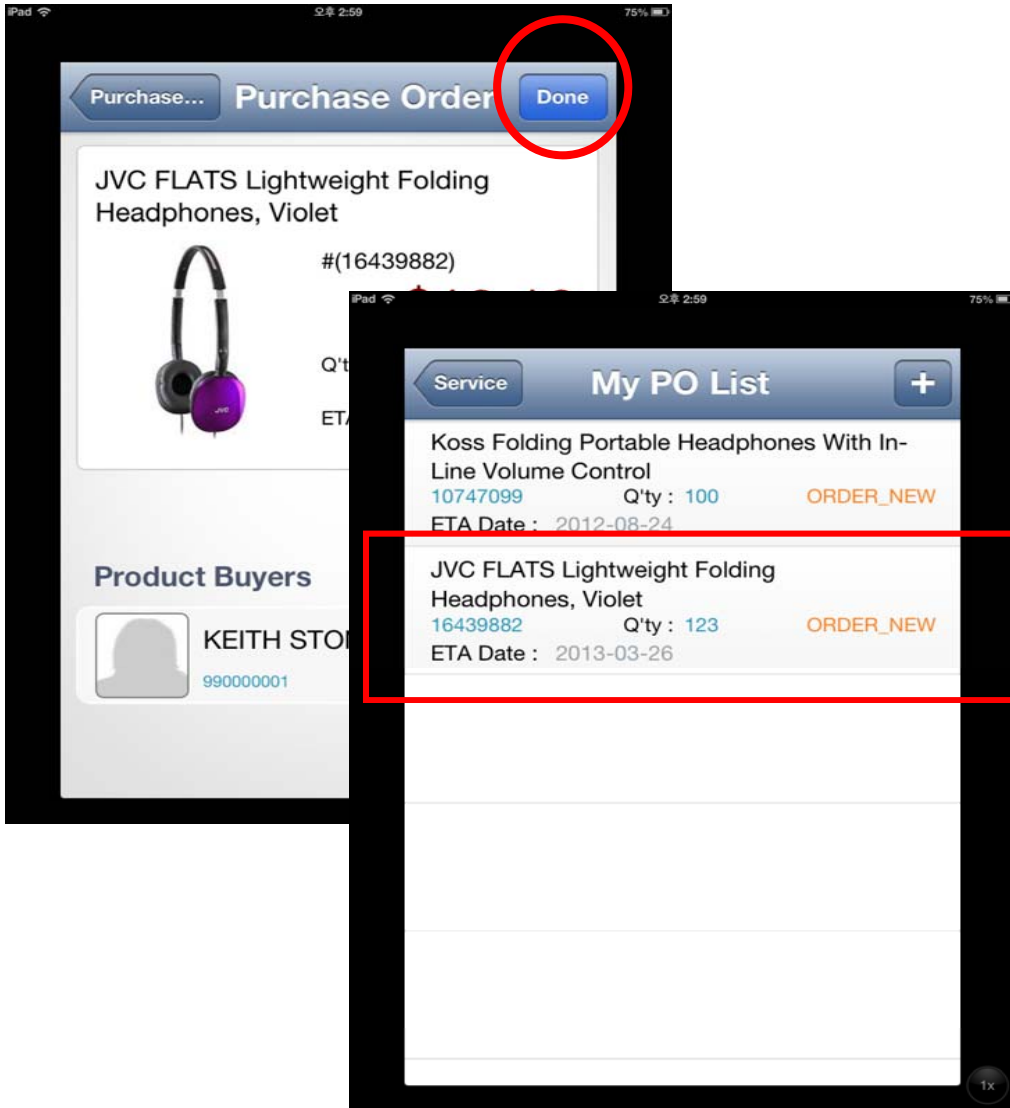 iPad 오후 2:59 75%
Purchase... Purchase Order Done
JVC FLATS Lightweight Folding
Headphones, Violet
#(16439882)
Q't
ETA
JVC
Product Buyers
KEITH
990000001
iPad 오후 2:59 75%
Service My PO List +
Koss Folding Portable Headphones With In-
Line Volume Control
10747099 Q'ty : 100 ORDER_NEW
ETA Date : 2012-08-24
JVC FLATS Lightweight Folding
Headphones, Violet
16439882 Q'ty : 123 ORDER_NEW
ETA Date : 2013-03-26
1x